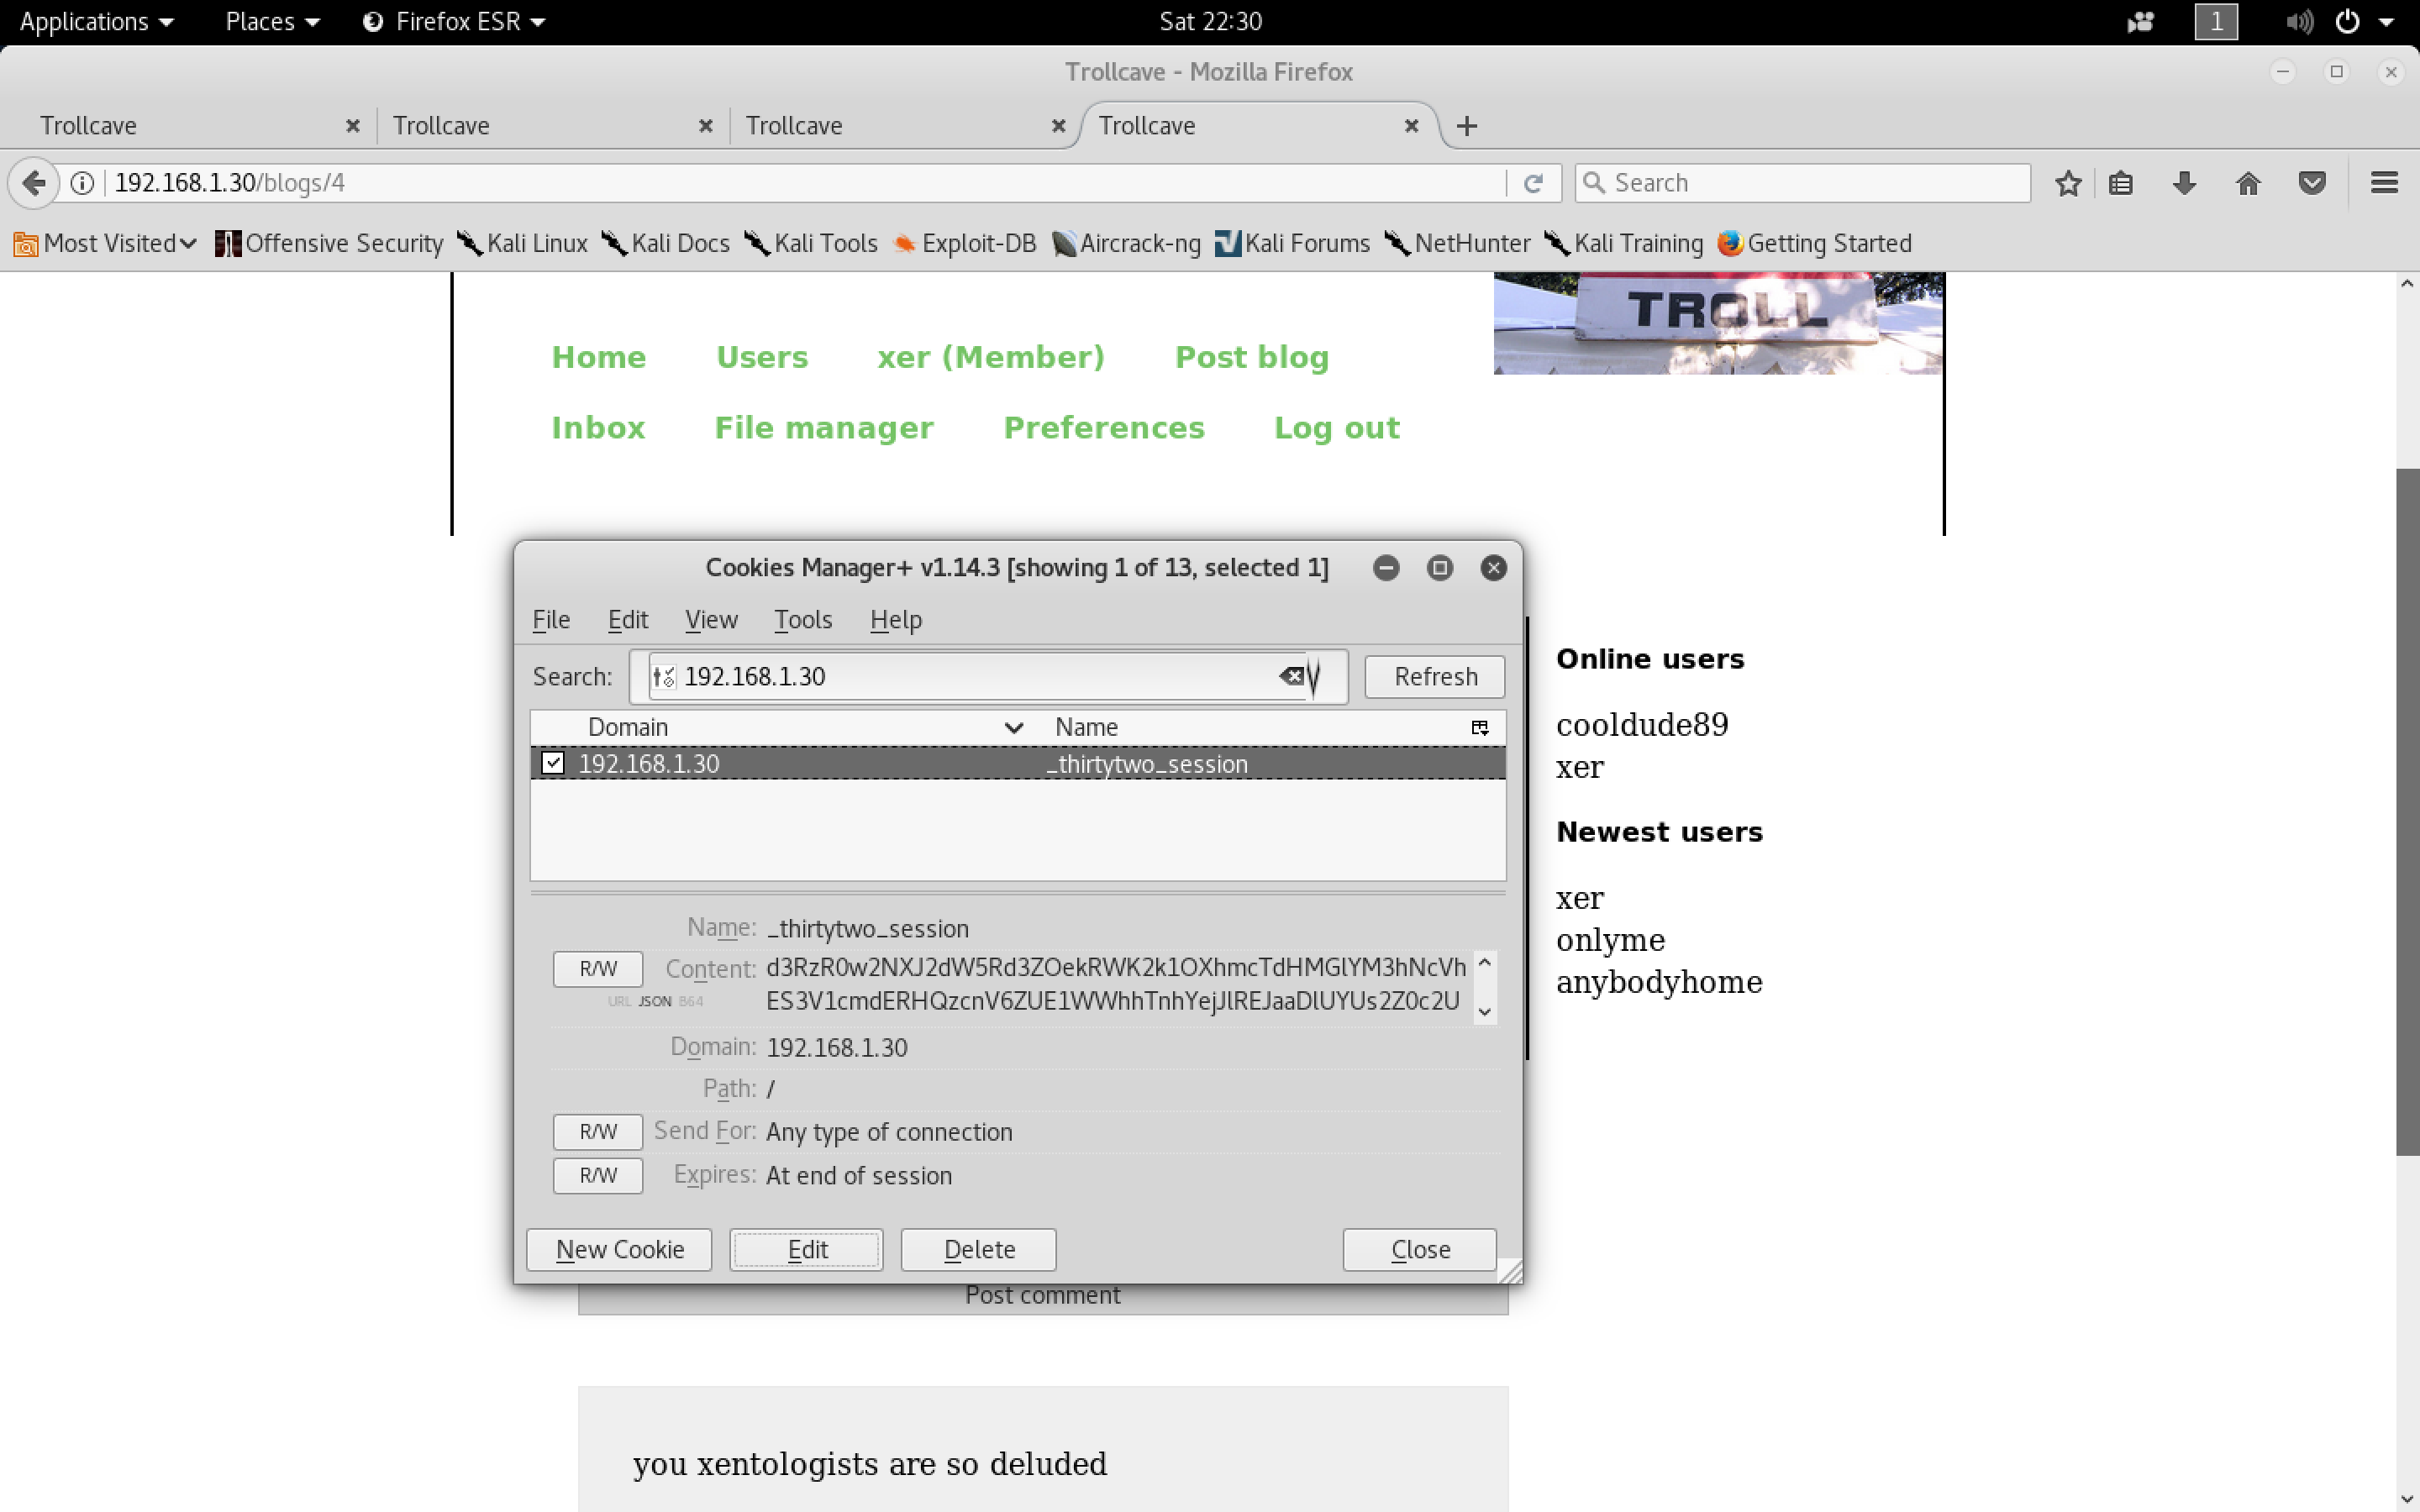 Applications Places Firefox ESR Sat 22:30 1
Trollcave - Mozilla Firefox
Trollcave Trollcave Trollcave Trollcave
192.168.1.30/blogs/4 Search
Most Visited Offensive Security Kali Linux Kali Docs Kali Tools Exploit-DB Aircrack-ng Kali Forums NetHunter Kali Training Getting Started
TROLL
Home Users xer (Member) Post blog
Inbox File manager Preferences Log out
Cookies Manager+ v1.14.3 [showing 1 of 13, selected 1]
File Edit View Tools Help
Search: 192.168.1.30 Refresh
Domain Name
192.168.1.30 _thirtytwo_session
Name: _thirtytwo_session
R/W Content: d3RzR0w2NXJ2dW5Rd3ZOekRWK2k1OXhmcTdHMGlYM3hNcVh
URL JSON B64 ES3V1cmdERHQzcnV6ZUE1WWhhTnhYejJlREJaaDlUYUs2Z0c2U
Domain: 192.168.1.30
Path: /
R/W Send For: Any type of connection
R/W Expires: At end of session
New Cookie Edit Delete Close
Online users
cooldude89
xer
Newest users
xer
onlyme
anybodyhome
Post comment
you xentologists are so deluded